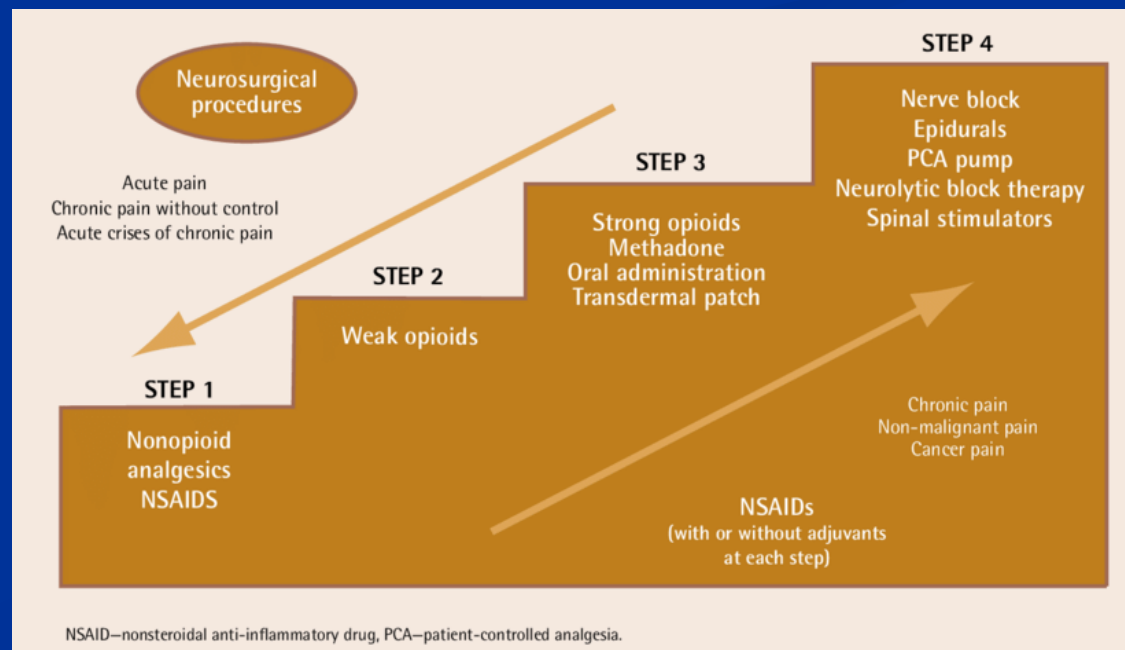 Neurosurgical
procedures
Acute pain
Chronic pain without control
Acute crises of chronic pain
STEP 1
Nonopioid
analgesics
NSAIDS
STEP 2
Weak opioids
STEP 3
Strong opioids
Methadone
Oral administration
Transdermal patch
STEP 4
Nerve block
Epidurals
PCA pump
Neurolytic block therapy
Spinal stimulators
Chronic pain
Non-malignant pain
Cancer pain
NSAIDs
(with or without adjuvants
at each step)
NSAID—nonsteroidal anti-inflammatory drug, PCA—patient-controlled analgesia.